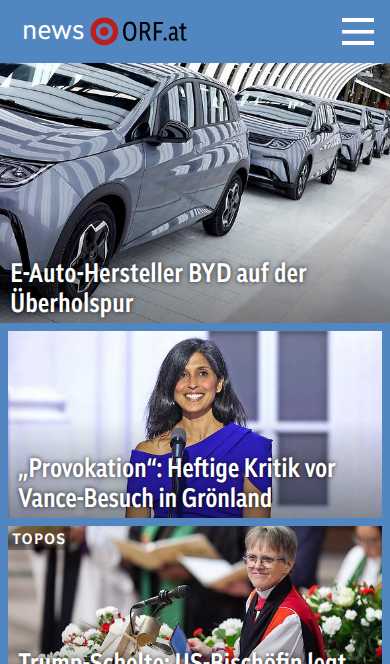 news ORF.at
E-Auto-Hersteller BYD auf der
Überholspur
„Provokation“: Heftige Kritik vor
Vance-Besuch in Grönland
TOPOS
Trump-Schelte: US-Bischöfin legt